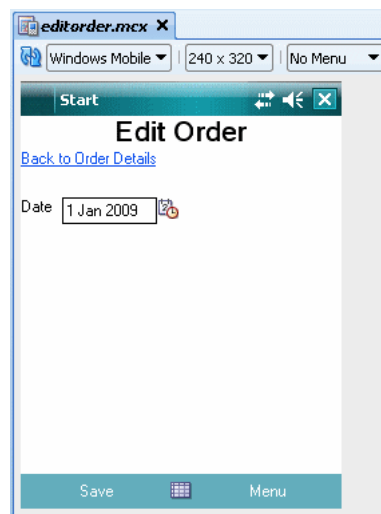 editorder.mcx
Windows Mobile 240 x 320 No Menu
Start
Edit Order
Back to Order Details
Date 1 Jan 2009
Save Menu